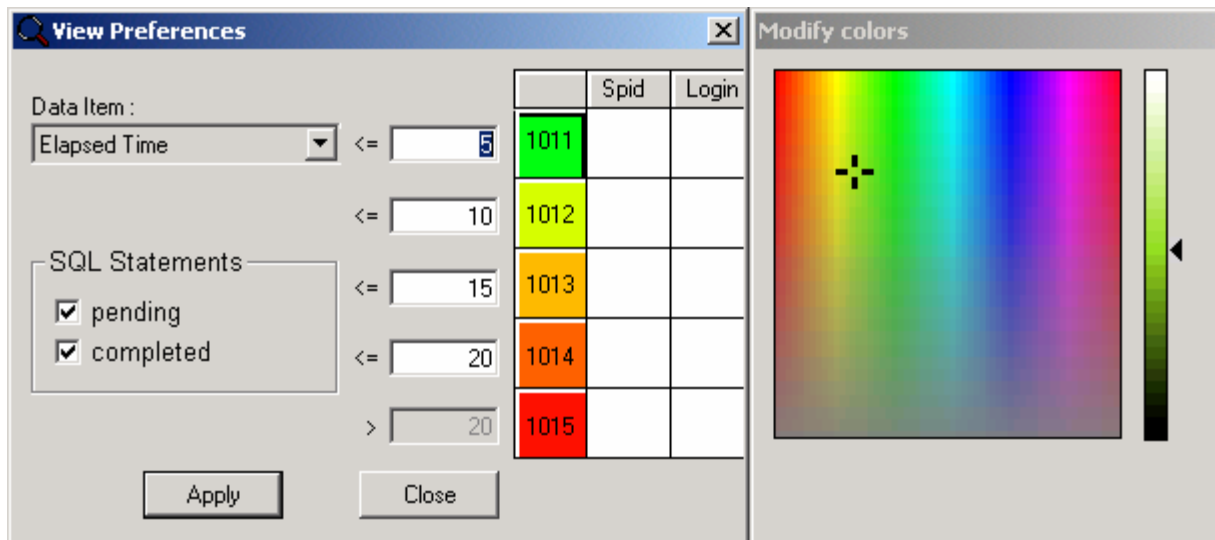 View Preferences
Modify colors
Data Item :
Spid Login
Elapsed Time <= 5 1011
<= 10 1012
SQL Statements
<= 15 1013
pending
completed <= 20 1014
> 20 1015
Apply Close